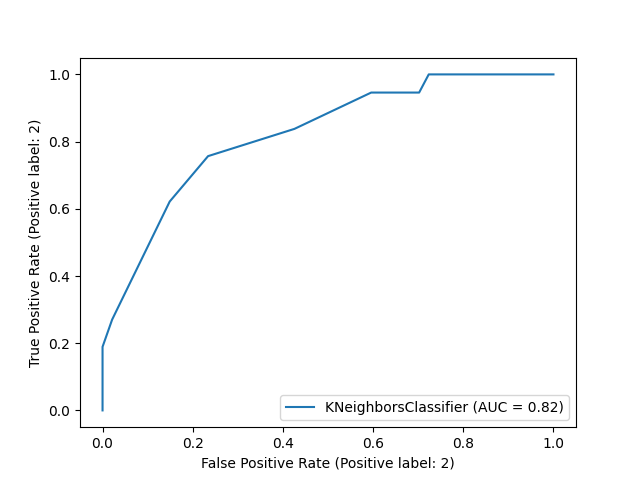 1.0
0.8
0.6
0.4
0.2
0.0
True Positive Rate (Positive label: 2)
KNeighborsClassifier (AUC = 0.82)
0.0 0.2 0.4 0.6 0.8 1.0
False Positive Rate (Positive label: 2)